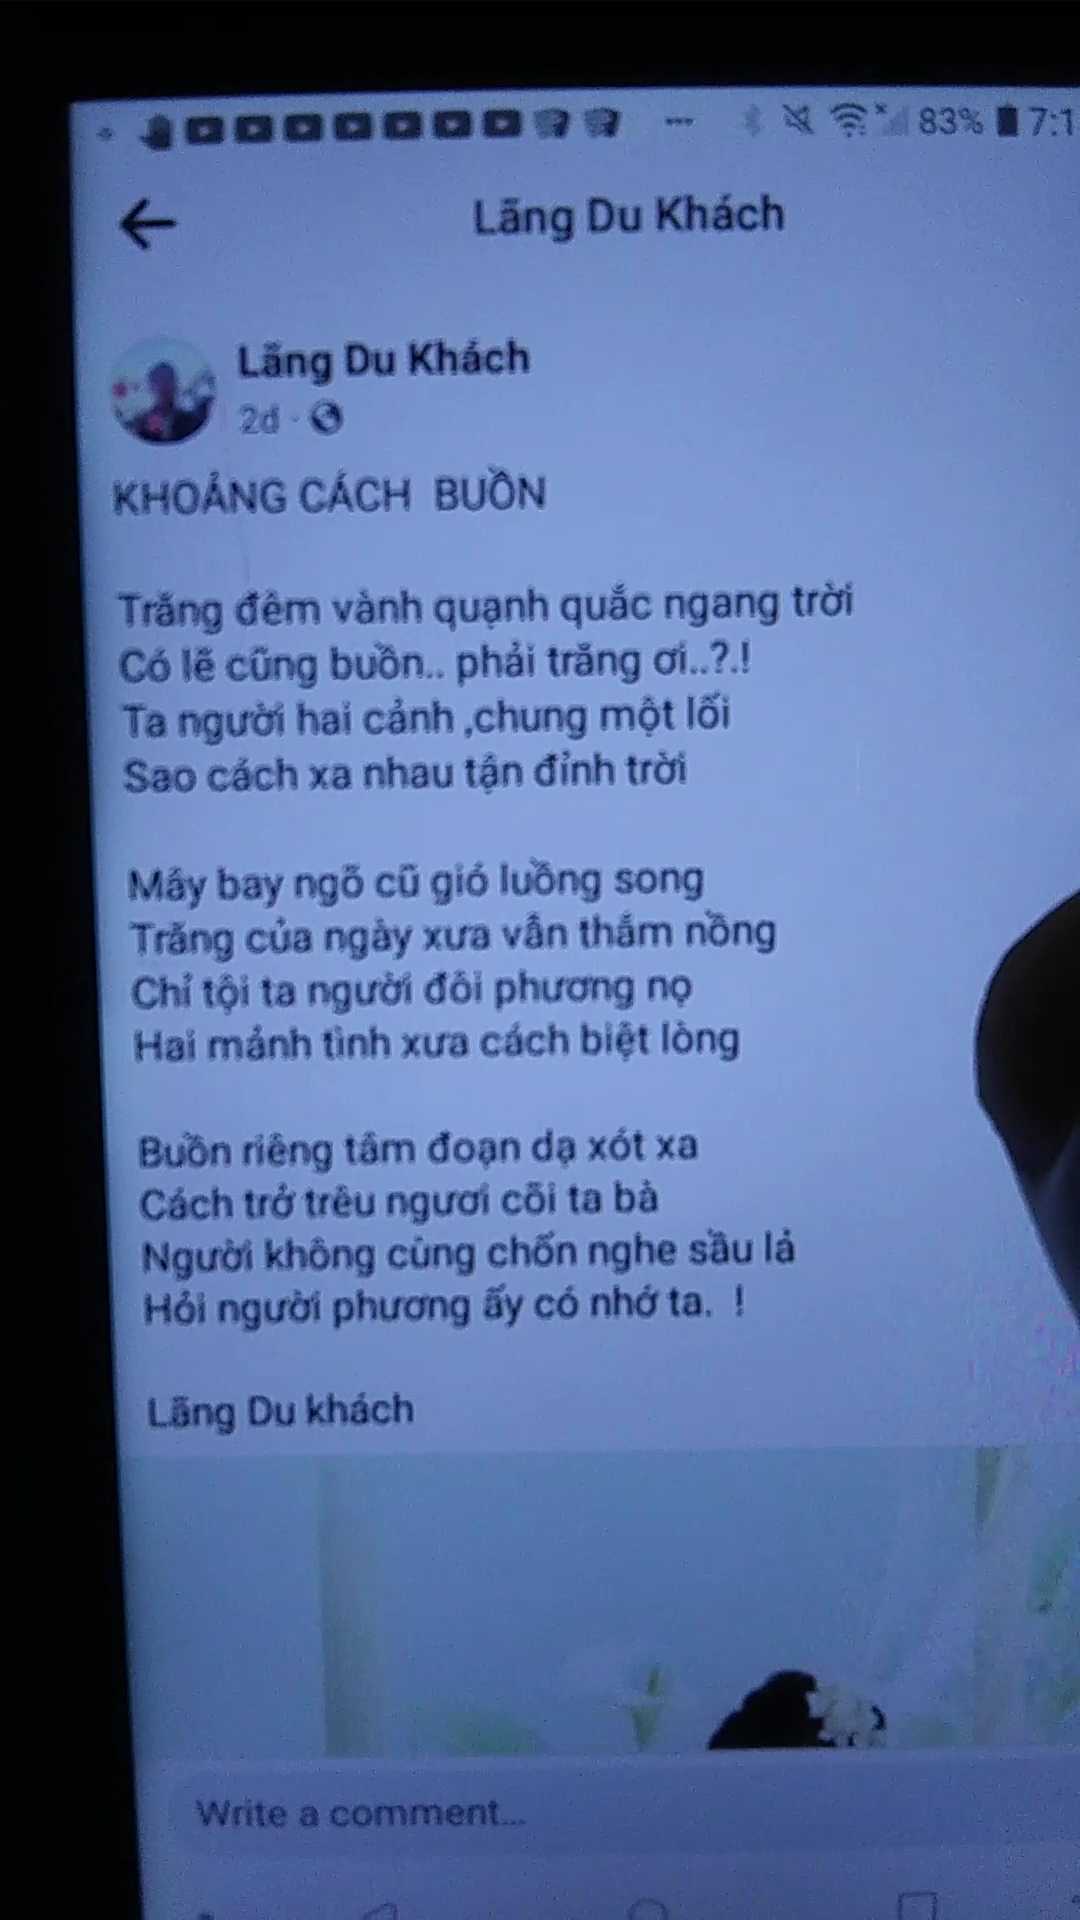 83% 7:1
Lãng Du Khách
Lãng Du Khách
2d ·
KHOẢNG CÁCH BUỒN
Trăng đêm vành quạnh quắc ngang trời
Có lẽ cũng buồn.. phải trăng ơi..?.!
Ta người hai cảnh ,chung một lối
Sao cách xa nhau tận đỉnh trời
Mây bay ngõ cũ gió luồng song
Trăng của ngày xưa vẫn thắm nồng
Chỉ tội ta người đôi phương nọ
Hai mảnh tình xưa cách biệt lòng
Buồn riêng tâm đoạn dạ xót xa
Cách trở trêu ngươi cõi ta bà
Người không cùng chốn nghe sầu lả
Hỏi người phương ấy có nhớ ta. !
Lãng Du khách
Write a comment...